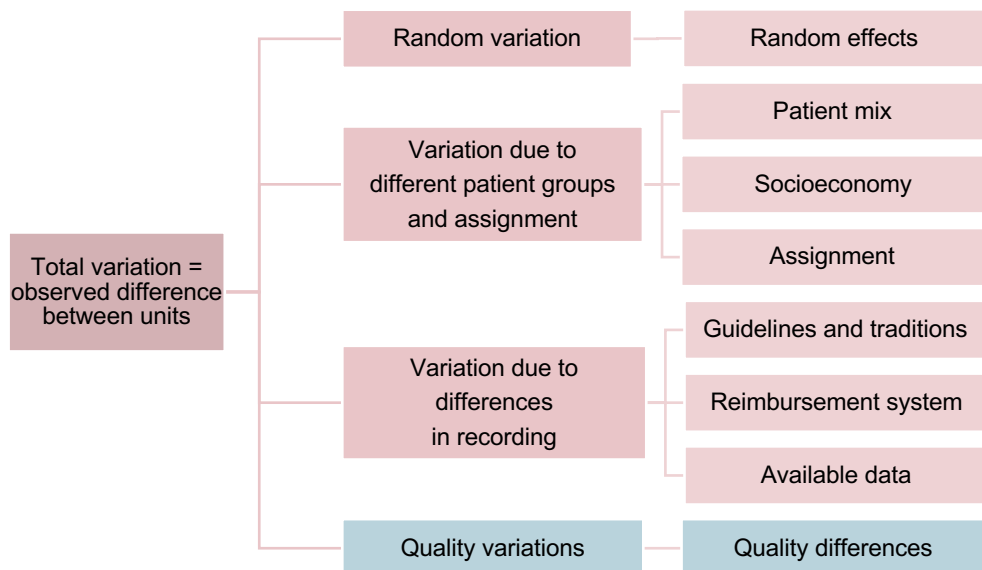 Total variation =
observed difference
between units
Random variation
Random effects
Variation due to
different patient groups
and assignment
Patient mix
Socioeconomy
Assignment
Variation due to
differences
in recording
Guidelines and traditions
Reimbursement system
Available data
Quality variations
Quality differences